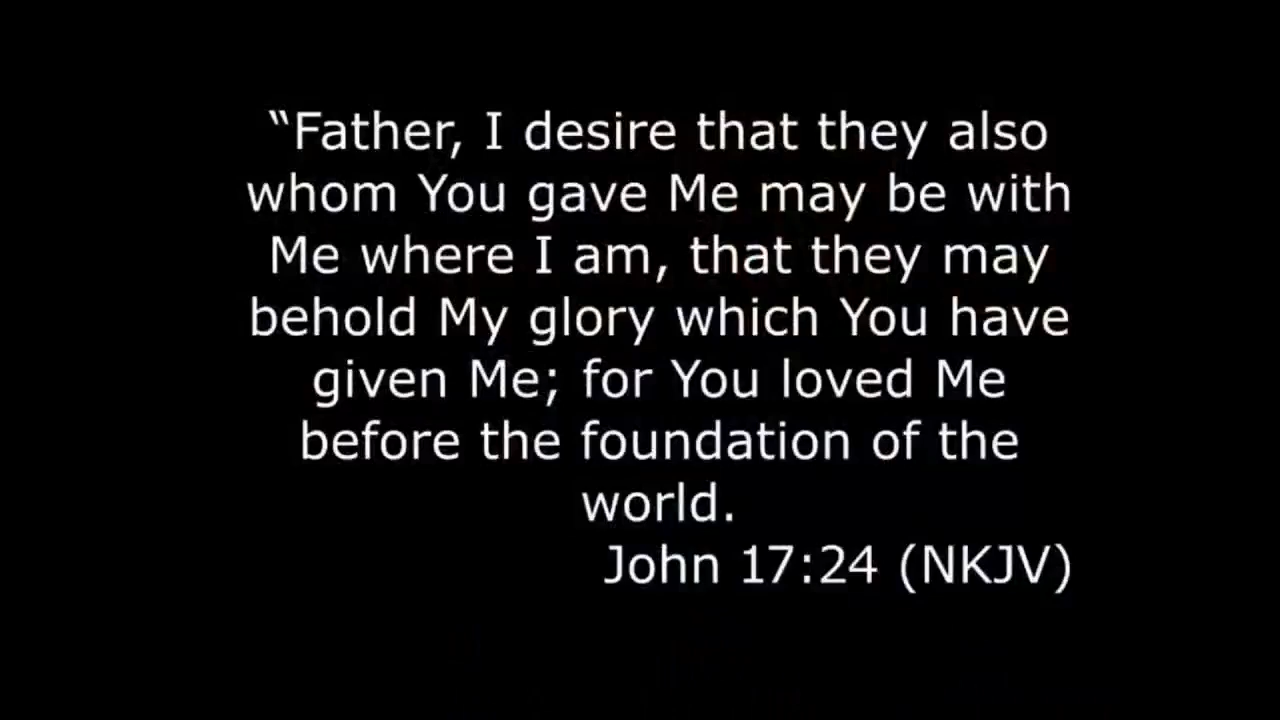 “Father, I desire that they also
whom You gave Me may be with
Me where I am, that they may
behold My glory which You have
given Me; for You loved Me
before the foundation of the
world.
John 17:24 (NKJV)